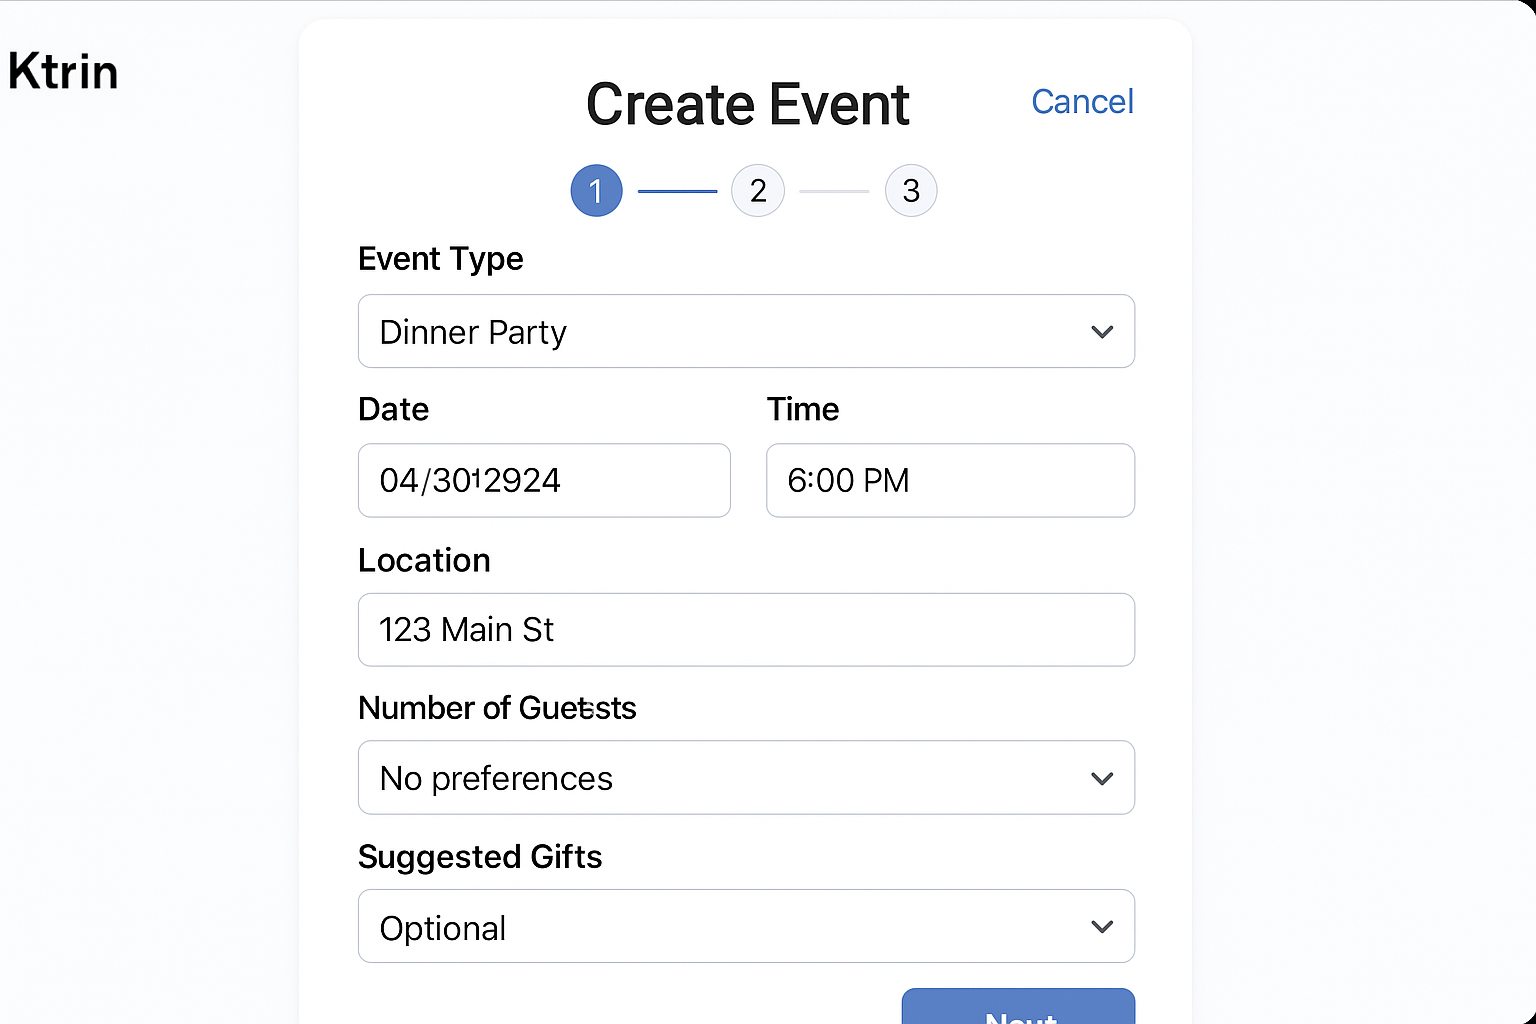 Ktrin
Create Event
Cancel
1 2 3
Event Type
Dinner Party
Date Time
04/3012924 6:00 PM
Location
123 Main St
Number of Guetssts
No preferences
Suggested Gifts
Optional